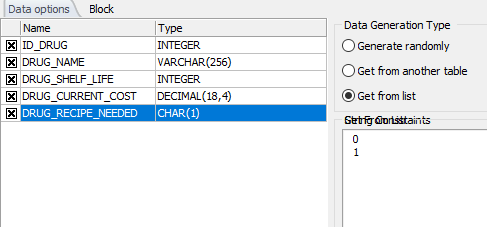 Data options Block
Name Type
ID_DRUG INTEGER
DRUG_NAME VARCHAR(256)
DRUG_SHELF_LIFE INTEGER
DRUG_CURRENT_COST DECIMAL(18,4)
DRUG_RECIPE_NEEDED CHAR(1)
Data Generation Type
Generate randomly
Get from another table
Get from list
0
1